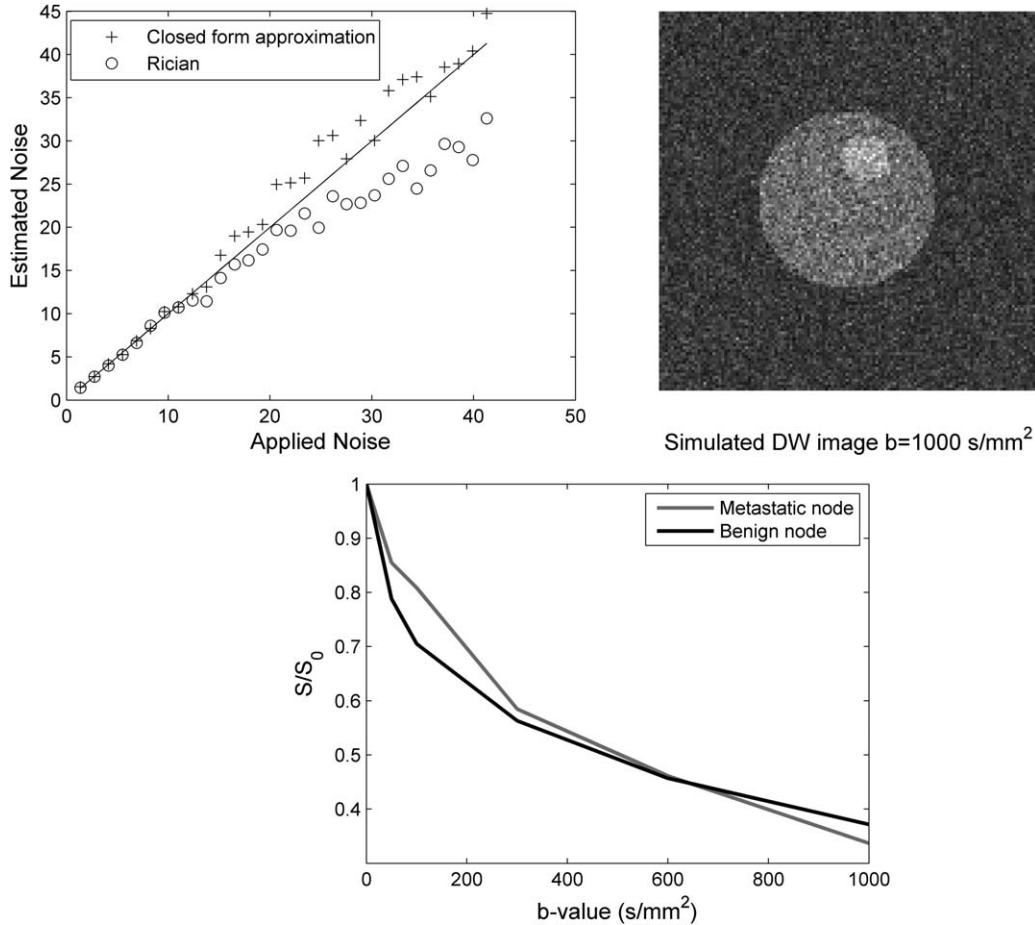 45
40
35
30
25
20
15
10
5
0
Estimated Noise
+ Closed form approximation
○ Rician
0 10 20 30 40 50
Applied Noise
Simulated DW image b=1000 s/mm²
1
0.9
0.8
0.7
0.6
0.5
0.4
S/S₀
Metastatic node
Benign node
0 200 400 600 800 1000
b-value (s/mm²)